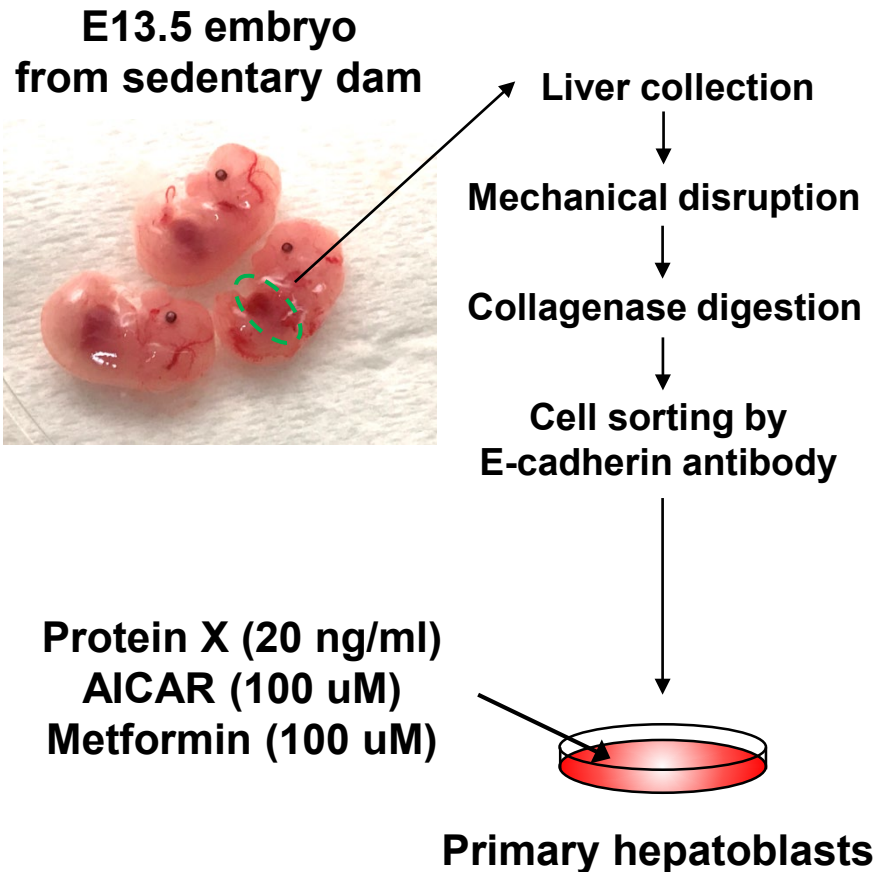 E13.5 embryo
from sedentary dam
Liver collection
Mechanical disruption
Collagenase digestion
Cell sorting by
E-cadherin antibody
Protein X (20 ng/ml)
AICAR (100 uM)
Metformin (100 uM)
Primary hepatoblasts